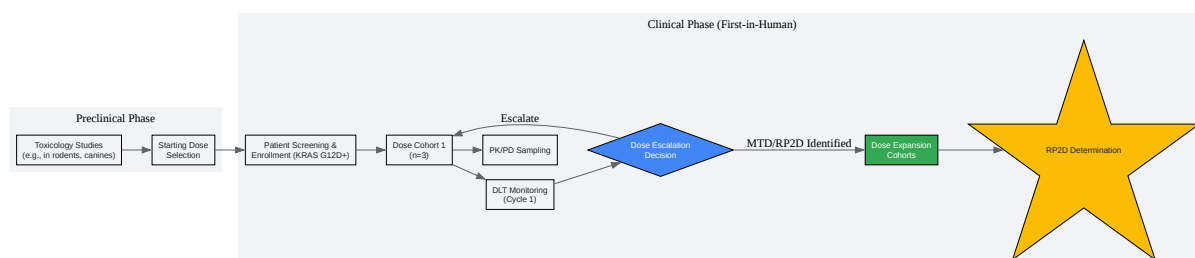 Clinical Phase (First-in-Human)
Preclinical Phase
Toxicology Studies
(e.g., in rodents, canines)
Starting Dose
Selection
Patient Screening &
Enrollment (KRAS G12D+)
Dose Cohort 1
(n=3)
Escalate
PK/PD Sampling
DLT Monitoring
(Cycle 1)
Dose Escalation
Decision
MTD/RP2D Identified
Dose Expansion
Cohorts
RP2D Determination